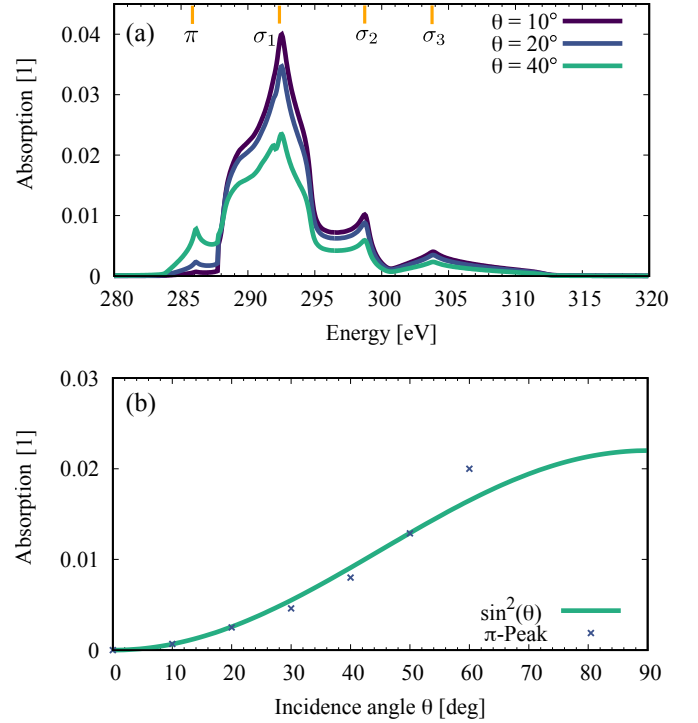 (a)
π σ₁ σ₂ σ₃
θ = 10°
θ = 20°
θ = 40°
Absorption [1]
0.04
0.03
0.02
0.01
0
280 285 290 295 300 305 310 315 320
Energy [eV]
(b)
Absorption [1]
0.03
0.02
0.01
0
sin²(θ)
π-Peak
0 10 20 30 40 50 60 70 80 90
Incidence angle θ [deg]